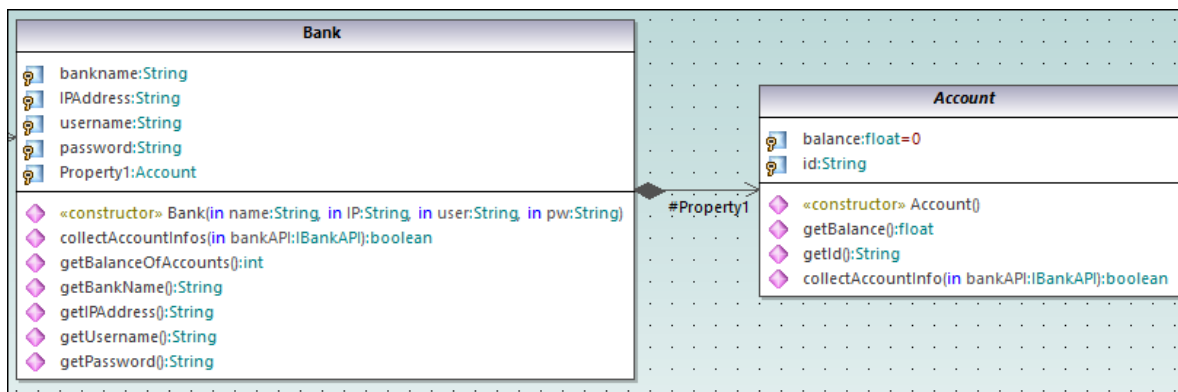 Bank
bankname:String
IPAddress:String
username:String
password:String
Property1:Account
«constructor» Bank(in name:String, in IP:String, in user:String, in pw:String)
collectAccountInfos(in bankAPI:IBankAPI):boolean
getBalanceOfAccounts():int
getBankName():String
getIPAddress():String
getUsername():String
getPassword():String
#Property1
Account
balance:float=0
id:String
«constructor» Account()
getBalance():float
getId():String
collectAccountInfo(in bankAPI:IBankAPI):boolean